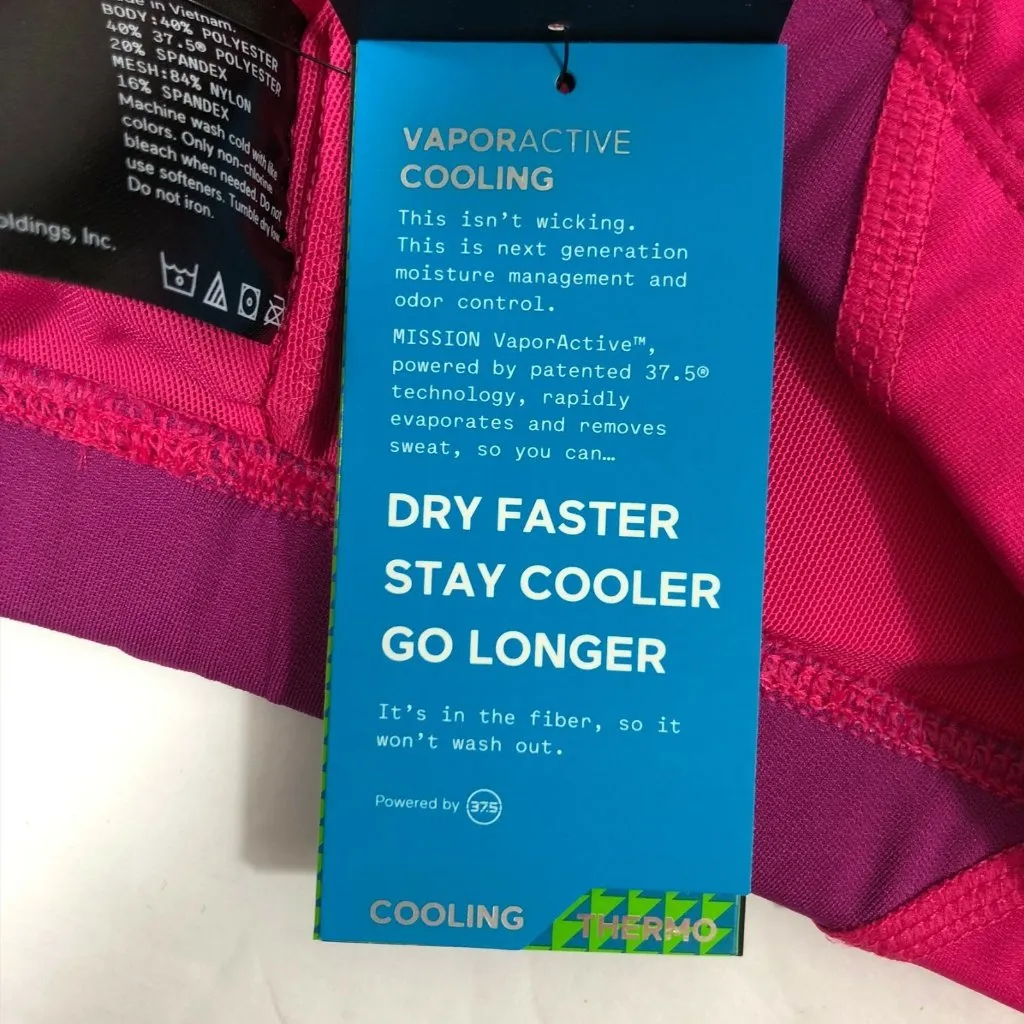 in Vietnam.
BODY:40% POLYESTER
40% 37.5® POLYESTER
20% SPANDEX
MESH:84% NYLON
16% SPANDEX
Machine wash cold with like
colors. Only non-chlorine
bleach when needed. Do not
use softeners. Tumble dry low.
Do not iron.
oldings, Inc.
VAPORACTIVE
COOLING
This isn't wicking.
This is next generation
moisture management and
odor control.
MISSION VaporActive™,
powered by patented 37.5®
technology, rapidly
evaporates and removes
sweat, so you can…
DRY FASTER
STAY COOLER
GO LONGER
It's in the fiber, so it
won't wash out.
Powered by 37.5
COOLING
THERMO